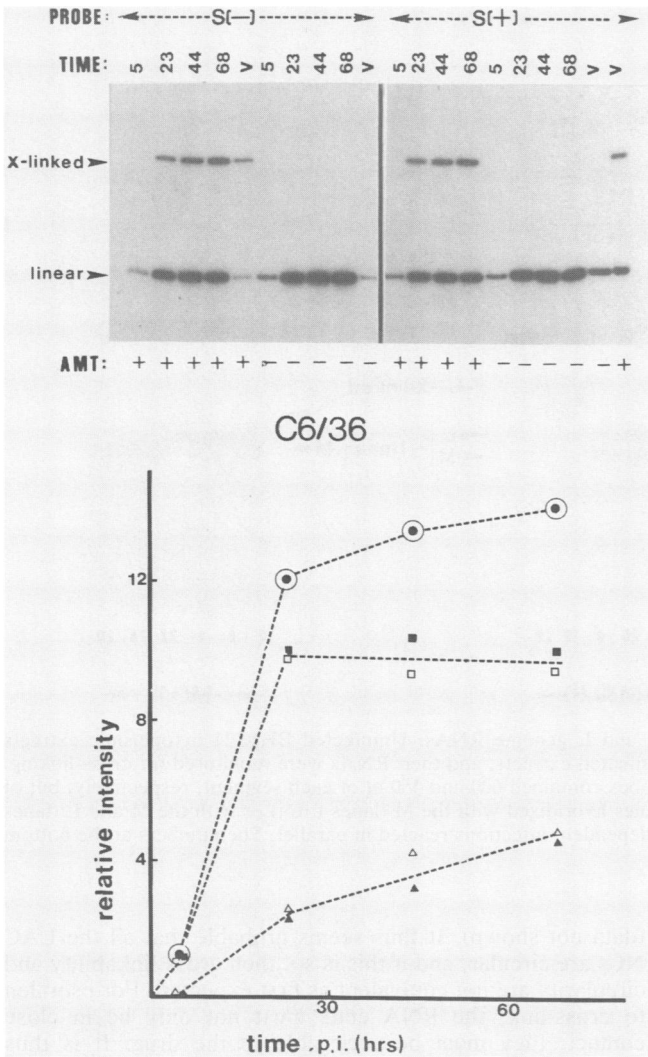 PROBE: S(—) S(+)
TIME: 5 23 44 68 v 5 23 44 68 v 5 23 44 68 5 23 44 68 v v
x-linked
linear
AMT: + + + + + – – – – – + + + + – – – – – +
C6/36
12
8
4
relative intensity
30 60
time p.i. (hrs)